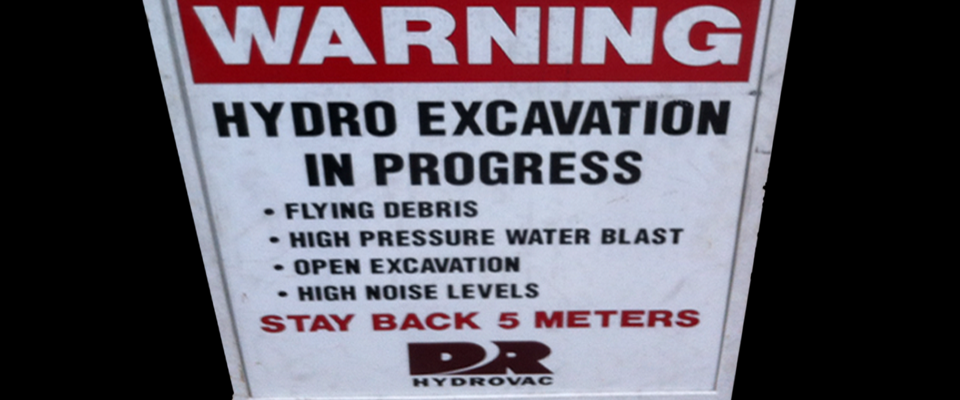 WARNING
HYDRO EXCAVATION
IN PROGRESS
• FLYING DEBRIS
• HIGH PRESSURE WATER BLAST
• OPEN EXCAVATION
• HIGH NOISE LEVELS
STAY BACK 5 METERS
DR
HYDROVAC